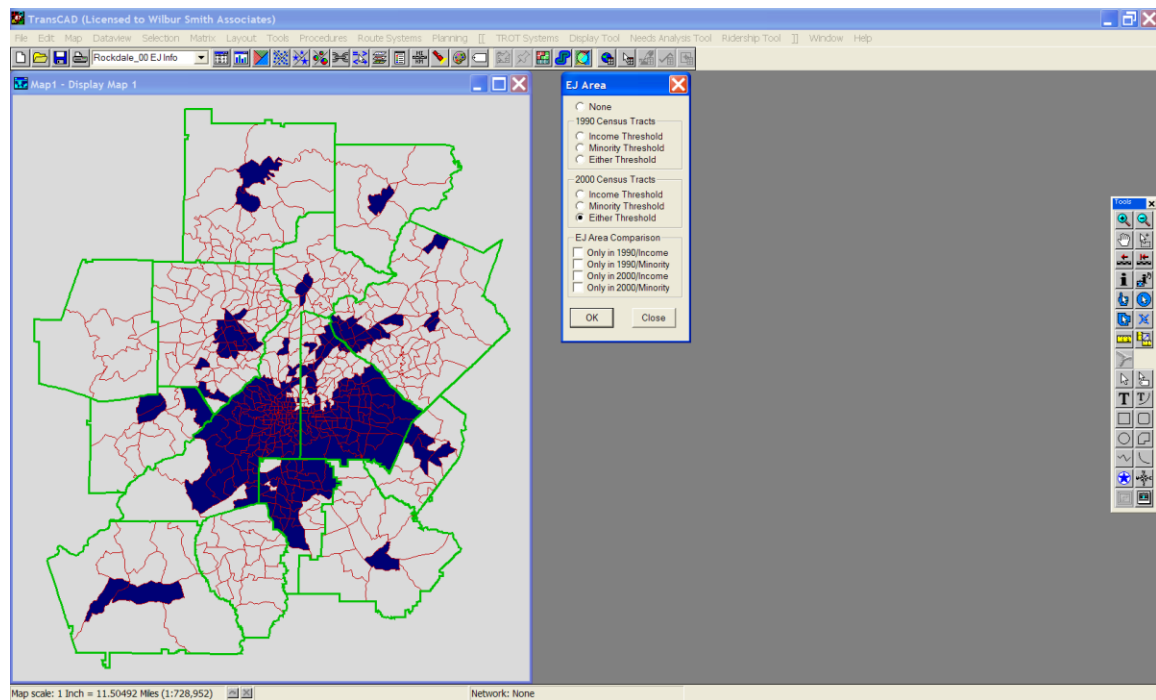 TransCAD (Licensed to Wilbur Smith Associates)
File Edit Map Dataview Selection Matrix Layout Tools Procedures Route Systems Planning [[ TROT Systems Display Tool Needs Analysis Tool Ridership Tool ]] Window Help
Rockdale_00 EJ Info
Map1 - Display Map 1
EJ Area
None
1990 Census Tracts
Income Threshold
Minority Threshold
Either Threshold
2000 Census Tracts
Income Threshold
Minority Threshold
Either Threshold
EJ Area Comparison
Only in 1990/Income
Only in 1990/Minority
Only in 2000/Income
Only in 2000/Minority
OK Close
Tools
Map scale: 1 Inch = 11.50492 Miles (1:728,952) Network: None